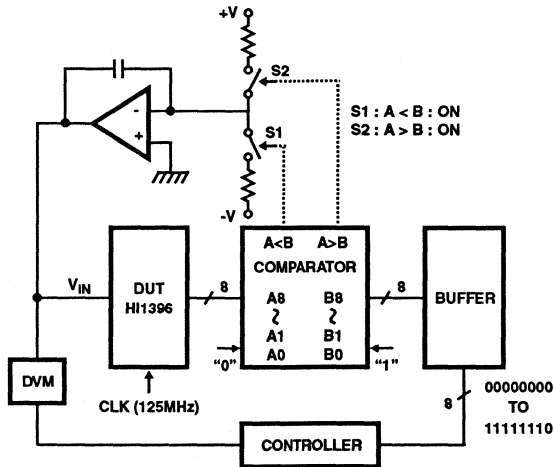 +V
S2
S1 : A < B : ON
S2 : A > B : ON
-
+
S1
-V
A<B A>B
COMPARATOR
VIN
DUT
HI1396
8
A8 B8
A1 B1
A0 B0
"0"
"1"
8
BUFFER
DVM
CLK (125MHz)
8
00000000
TO
11111110
CONTROLLER